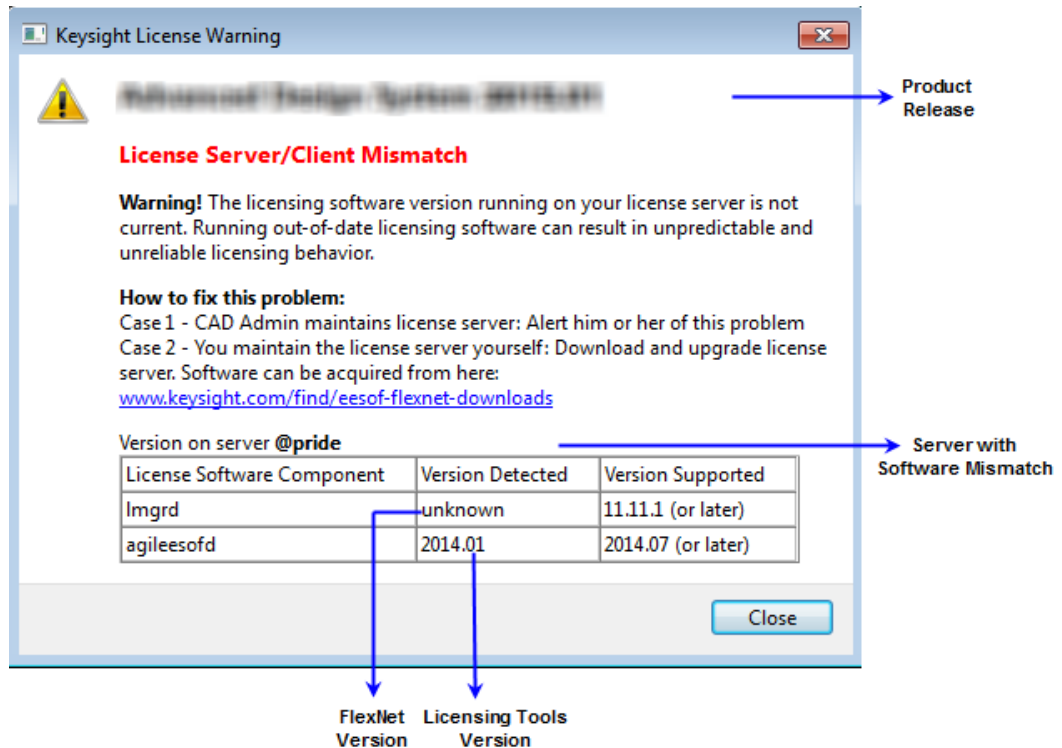 Keysight License Warning
Product
Release
License Server/Client Mismatch
Warning! The licensing software version running on your license server is not
current. Running out-of-date licensing software can result in unpredictable and
unreliable licensing behavior.
How to fix this problem:
Case 1 - CAD Admin maintains license server: Alert him or her of this problem
Case 2 - You maintain the license server yourself: Download and upgrade license
server. Software can be acquired from here:
www.keysight.com/find/eesof-flexnet-downloads
Version on server @pride
Server with
Software Mismatch
License Software Component Version Detected Version Supported
lmgrd unknown 11.11.1 (or later)
agileesofd 2014.01 2014.07 (or later)
Close
FlexNet
Version
Licensing Tools
Version